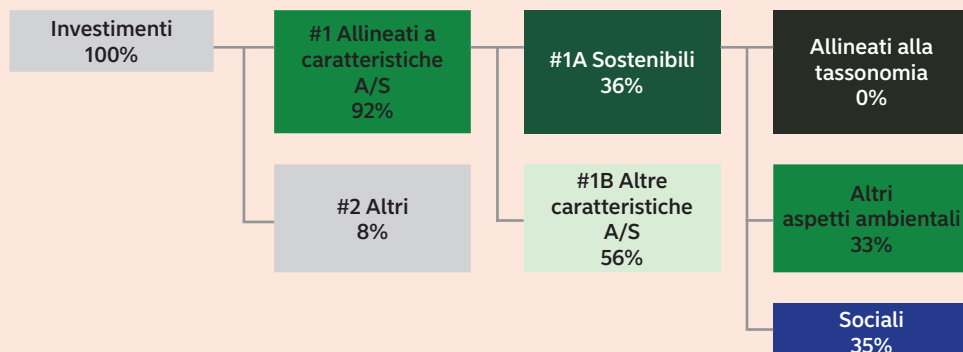 Investimenti
100%
#1 Allineati a
caratteristiche
A/S
92%
#1A Sostenibili
36%
Allineati alla
tassonomia
0%
#2 Altri
8%
#1B Altre
caratteristiche
A/S
56%
Altri
aspetti ambientali
33%
Sociali
35%